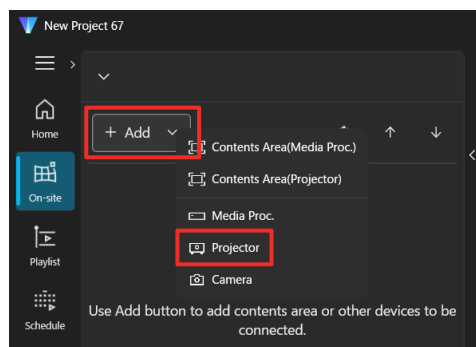 New Project 67
Home
+ Add
Contents Area(Media Proc.)
On-site
Contents Area(Projector)
Media Proc.
Playlist
Projector
Camera
Schedule
Use Add button to add contents area or other devices to be
connected.